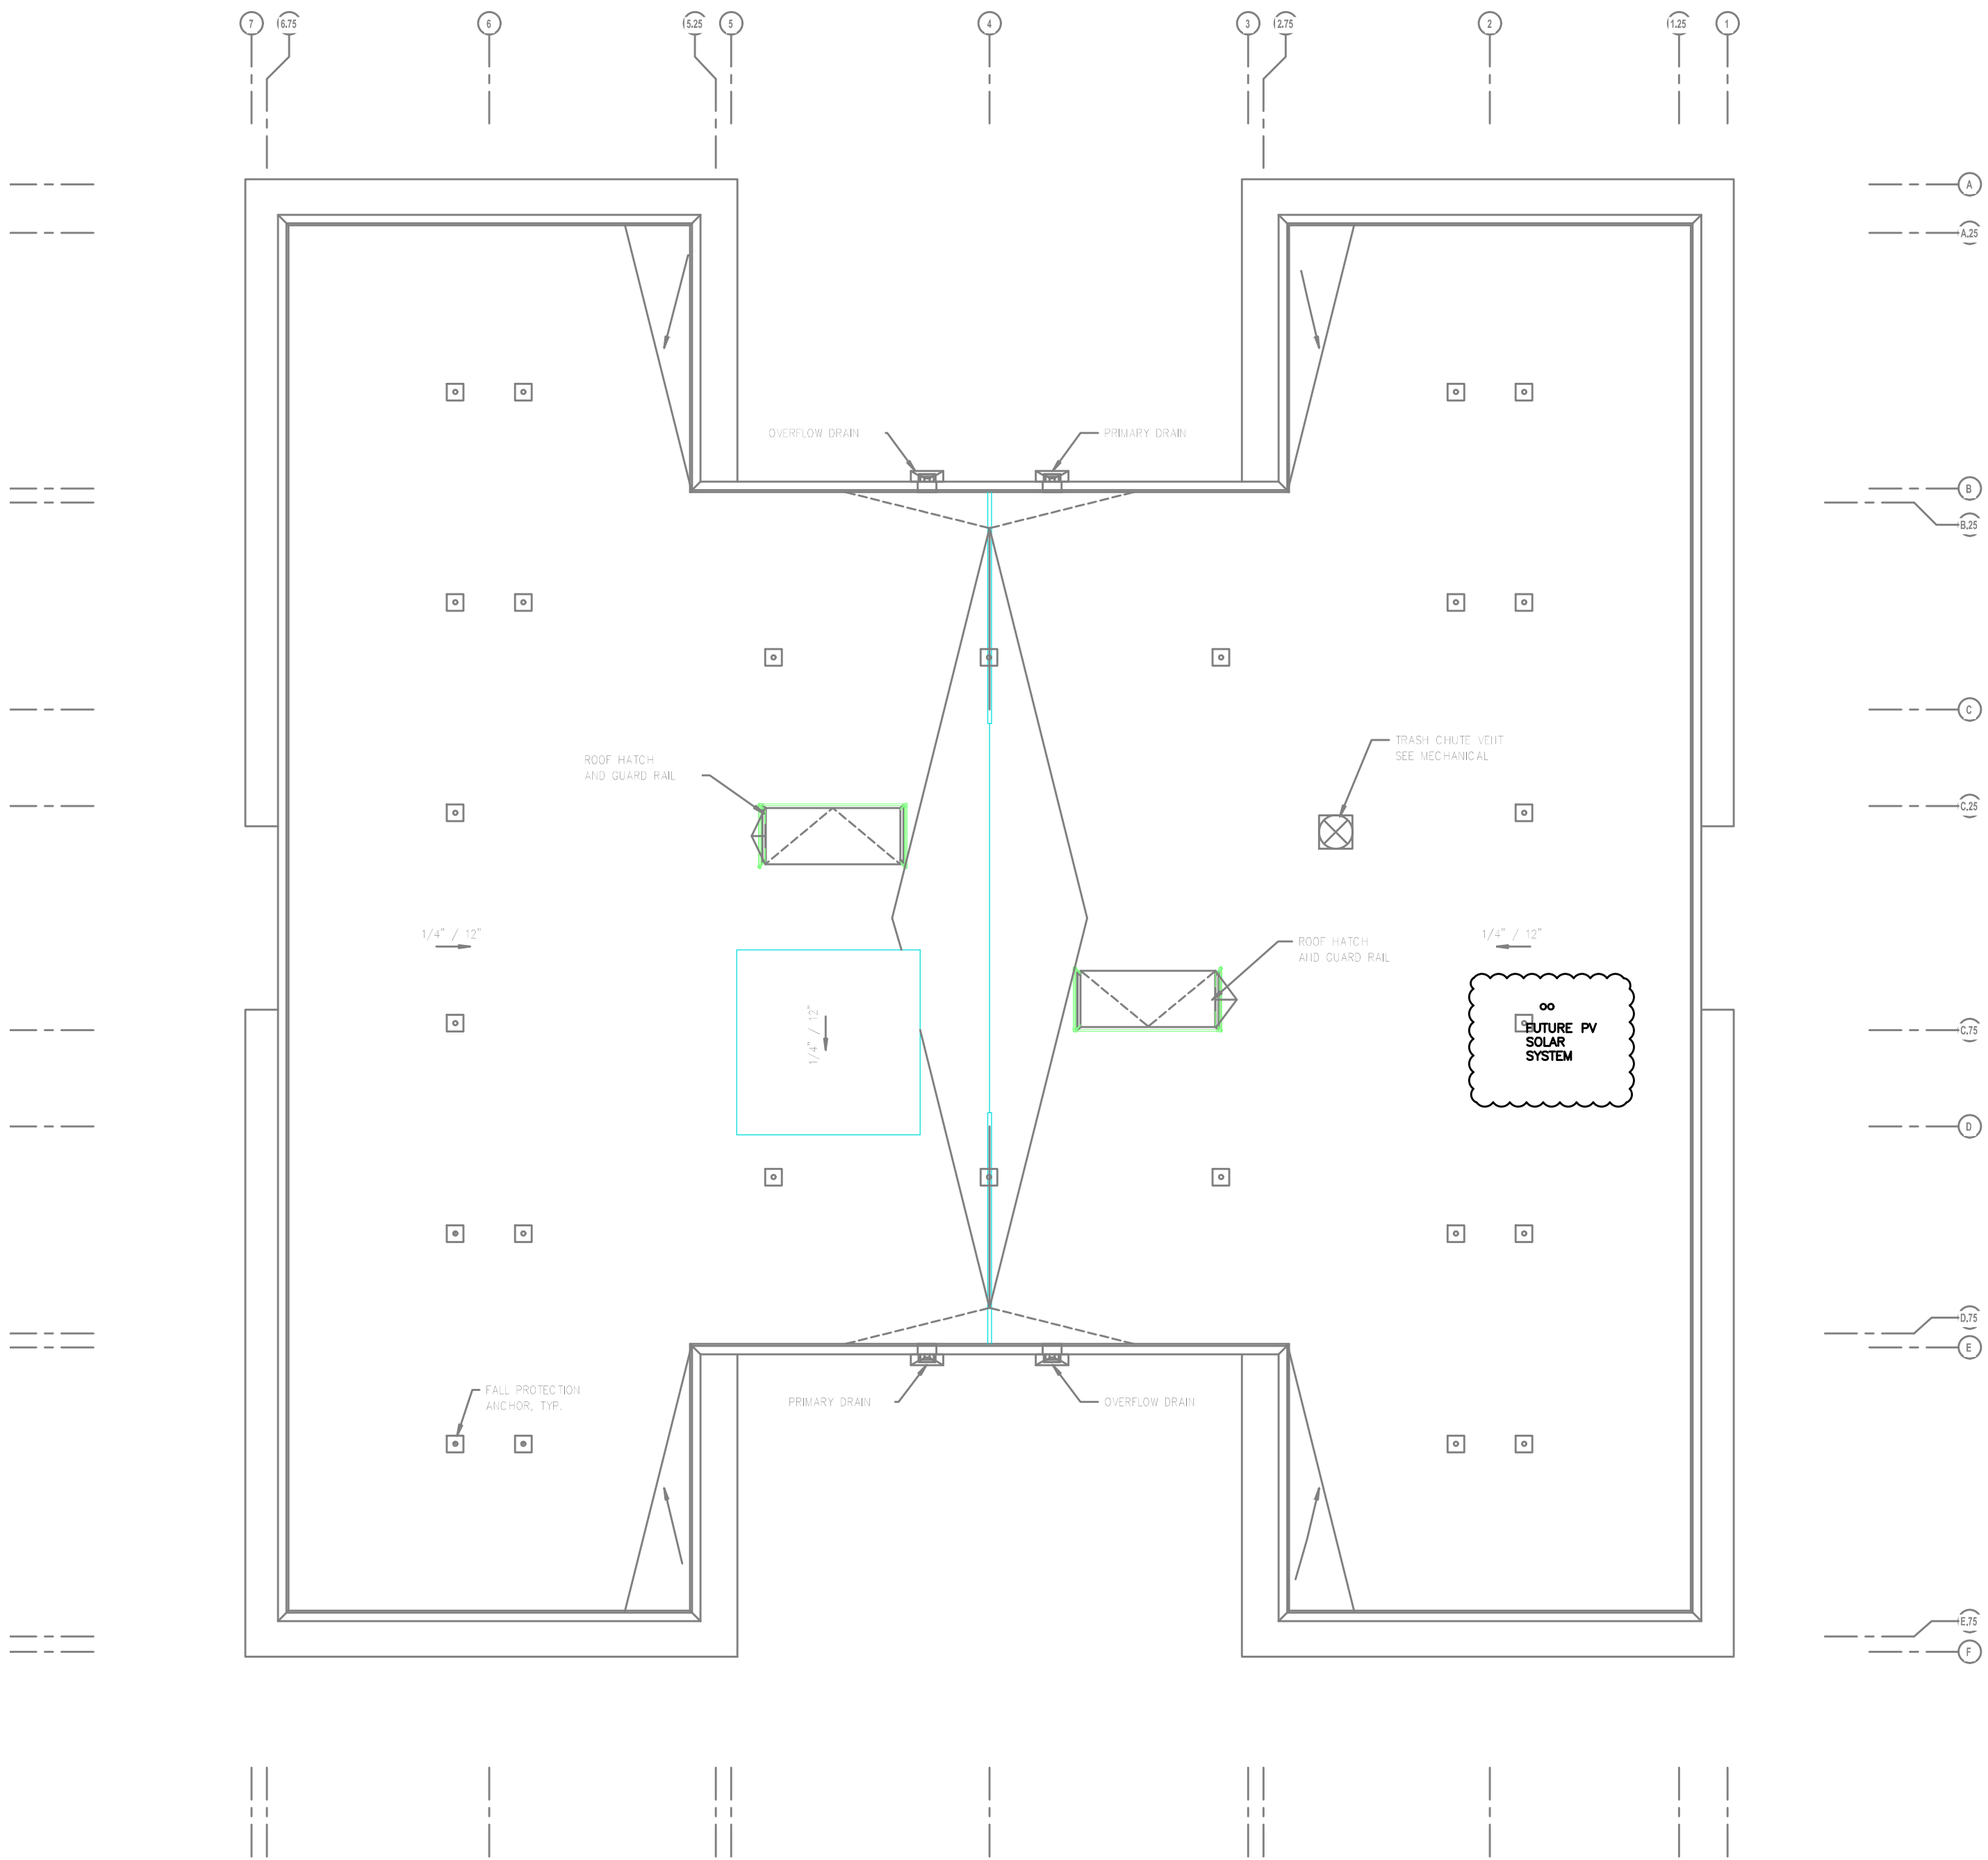 7
6.75
6
5.25
5
4
3
2.75
2
1.25
1
A
A.25
OVERFLOW DRAIN
PRIMARY DRAIN
B
B.25
C
TRASH CHUTE VENT
SEE MECHANICAL
ROOF HATCH
AND GUARD RAIL
C.25
1/4" / 12"
1/4" / 12"
ROOF HATCH
AND GUARD RAIL
1/4" / 12"
FUTURE PV
SOLAR
SYSTEM
C.75
D
D.75
E
FALL PROTECTION
ANCHOR, TYP.
PRIMARY DRAIN
OVERFLOW DRAIN
E.75
F